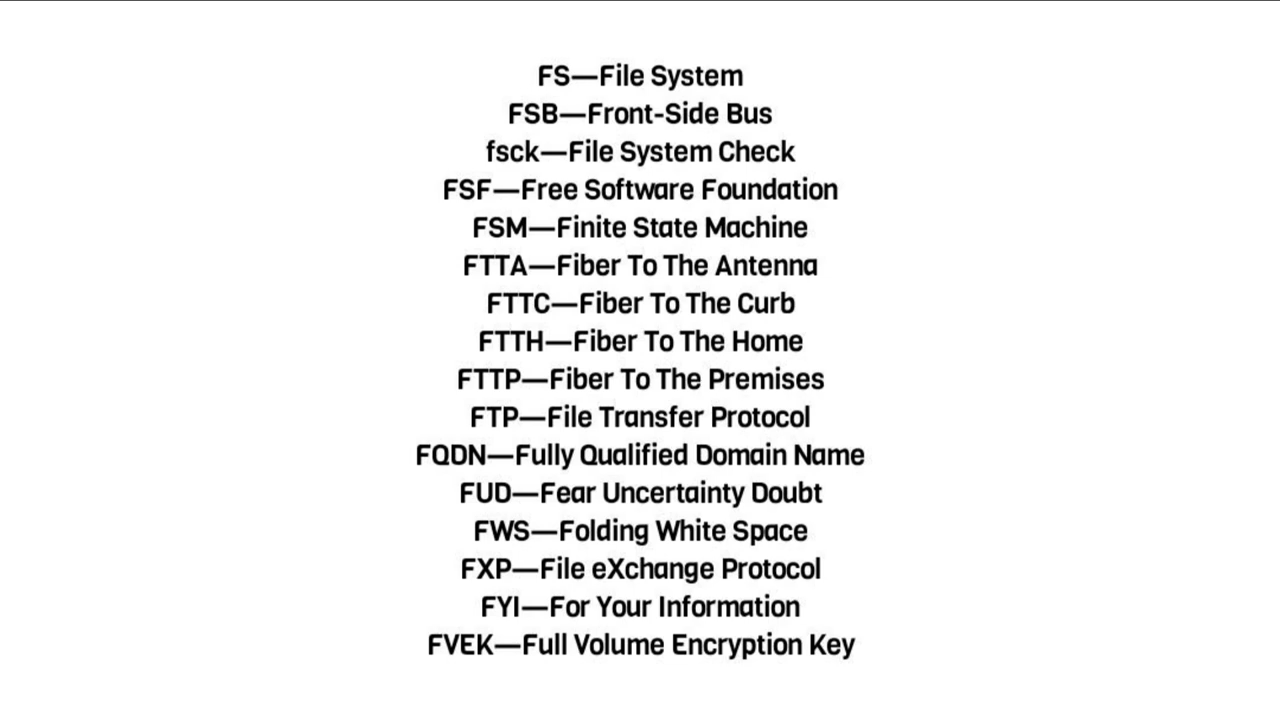 FS—File System
FSB—Front-Side Bus
fsck—File System Check
FSF—Free Software Foundation
FSM—Finite State Machine
FTTA—Fiber To The Antenna
FTTC—Fiber To The Curb
FTTH—Fiber To The Home
FTTP—Fiber To The Premises
FTP—File Transfer Protocol
FQDN—Fully Qualified Domain Name
FUD—Fear Uncertainty Doubt
FWS—Folding White Space
FXP—File eXchange Protocol
FYI—For Your Information
FVEK—Full Volume Encryption Key